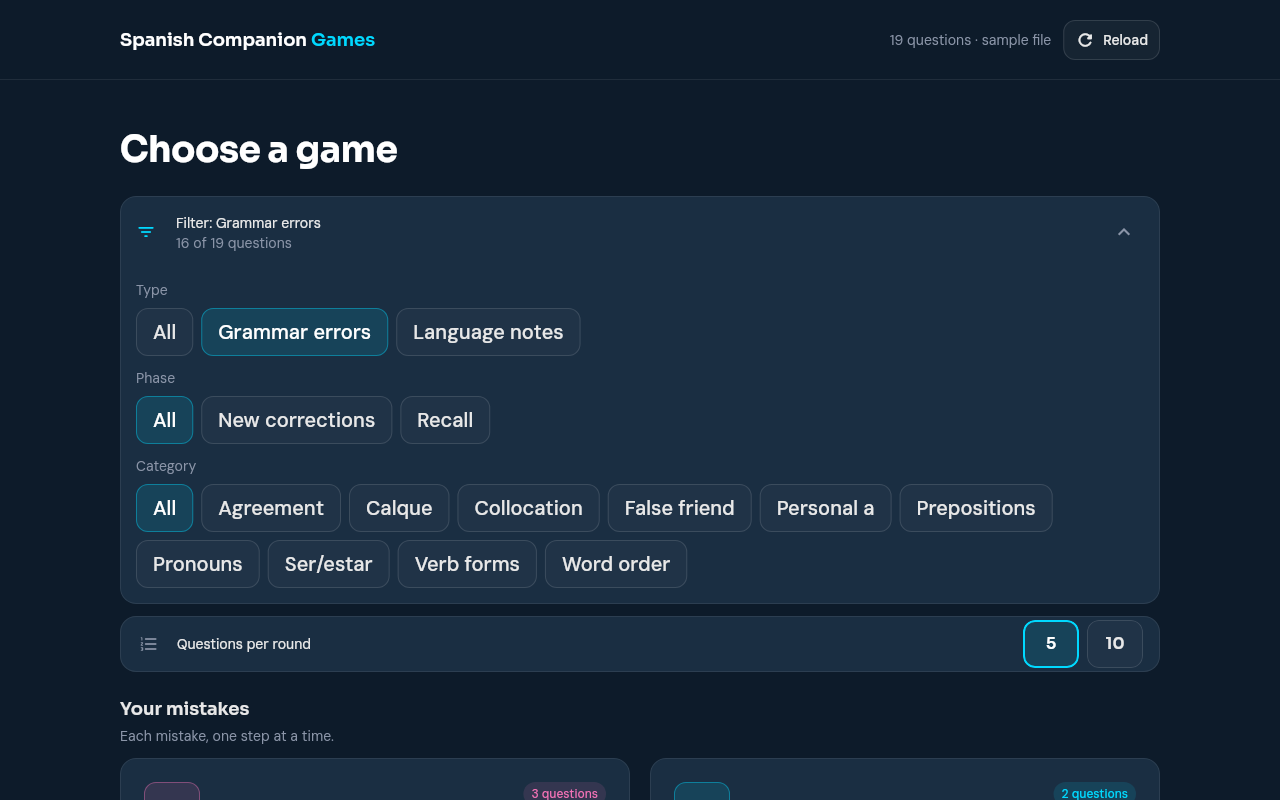 Spanish Companion Games
19 questions · sample file
Reload
Choose a game
Filter: Grammar errors
16 of 19 questions
Type
All
Grammar errors
Language notes
Phase
All
New corrections
Recall
Category
All
Agreement
Calque
Collocation
False friend
Personal a
Prepositions
Pronouns
Ser/estar
Verb forms
Word order
Questions per round
5
10
Your mistakes
Each mistake, one step at a time.
3 questions
2 questions